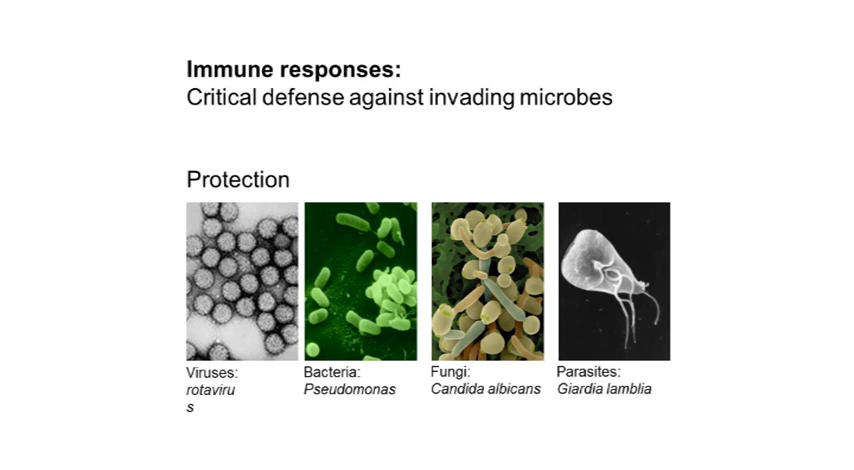 Immune responses:
Critical defense against invading microbes
Protection
Viruses:
rotaviru
s
Bacteria:
Pseudomonas
Fungi:
Candida albicans
Parasites:
Giardia lamblia